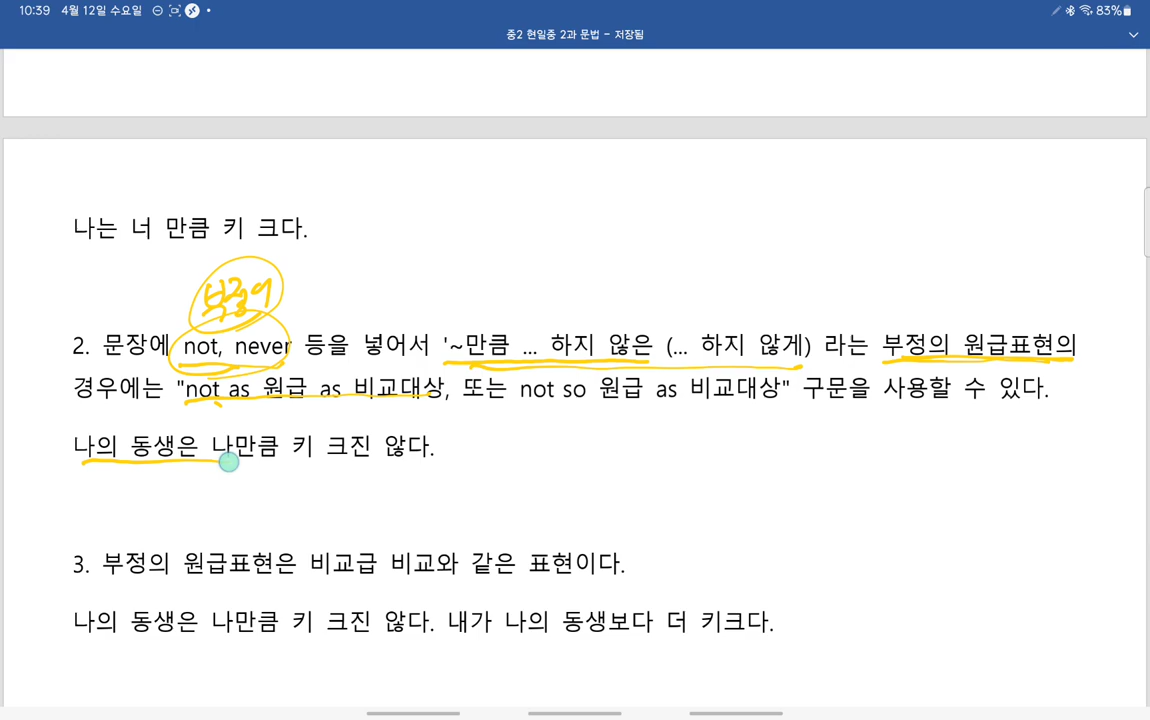 10:39 4월 12일 수요일 83%
중2 현일중 2과 문법 – 저장됨
나는 너 만큼 키 크다.
부정어
2. 문장에 not, never 등을 넣어서 '~만큼 ... 하지 않은 (... 하지 않게) 라는 부정의 원급표현의
경우에는 "not as 원급 as 비교대상, 또는 not so 원급 as 비교대상" 구문을 사용할 수 있다.
나의 동생은 나만큼 키 크진 않다.
3. 부정의 원급표현은 비교급 비교와 같은 표현이다.
나의 동생은 나만큼 키 크진 않다. 내가 나의 동생보다 더 키크다.